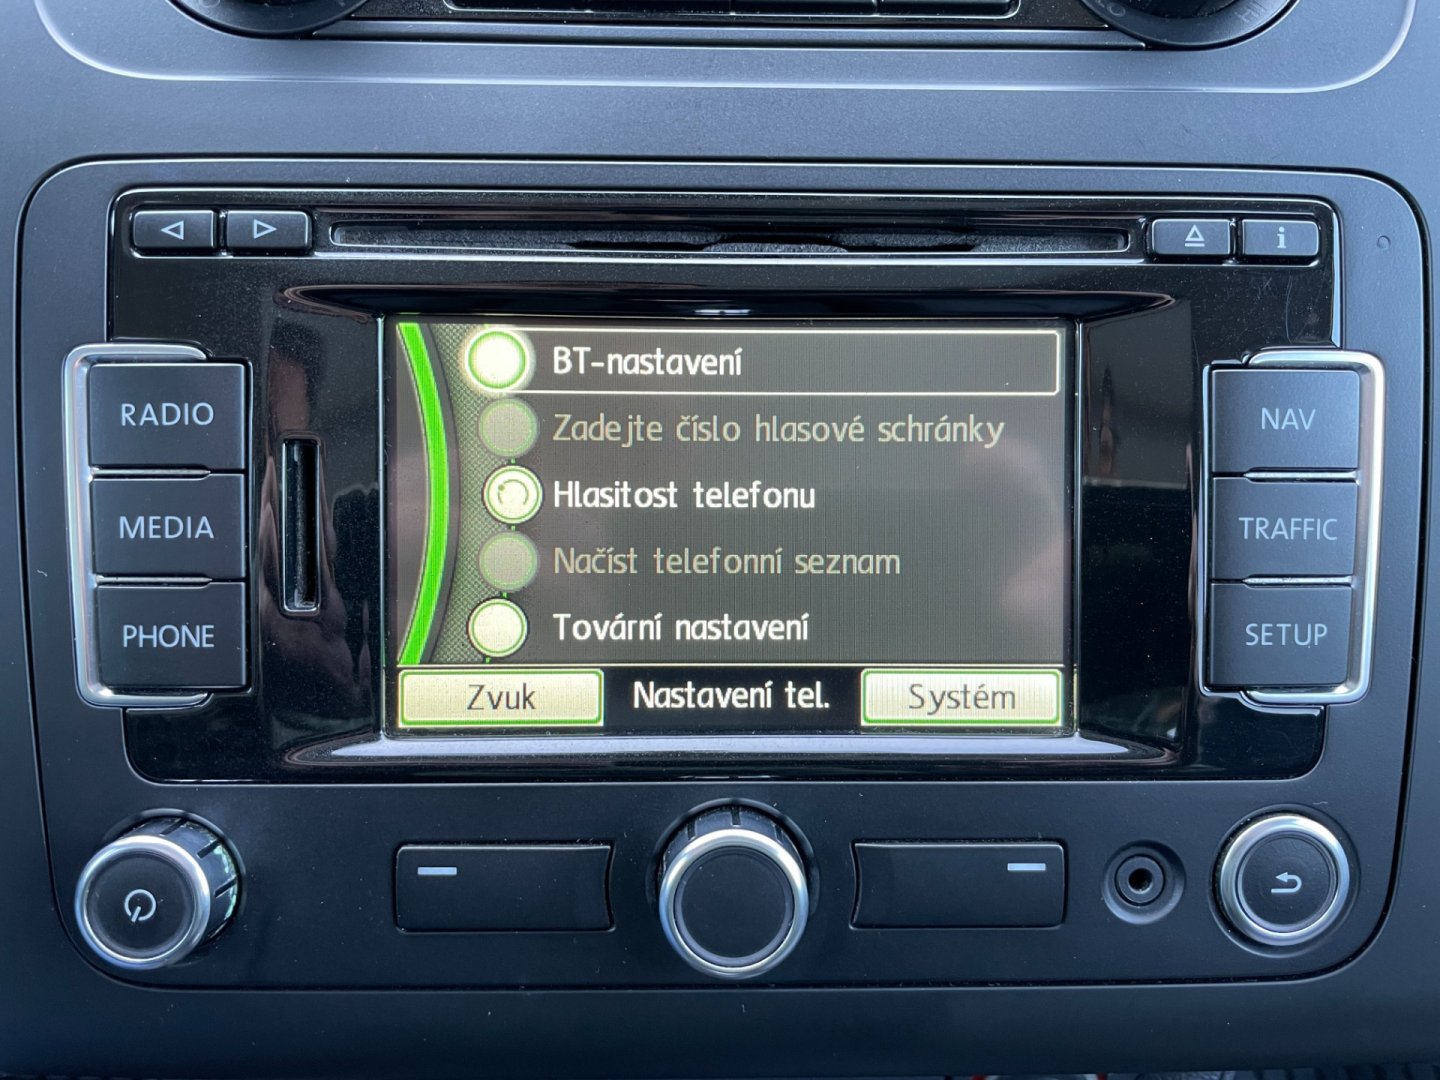 i
BT-nastavení
RADIO
Zadejte číslo hlasové schránky
NAV
Hlasitost telefonu
MEDIA
TRAFFIC
Načíst telefonní seznam
PHONE
Tovární nastavení
SETUP
Zvuk
Nastavení tel.
Systém